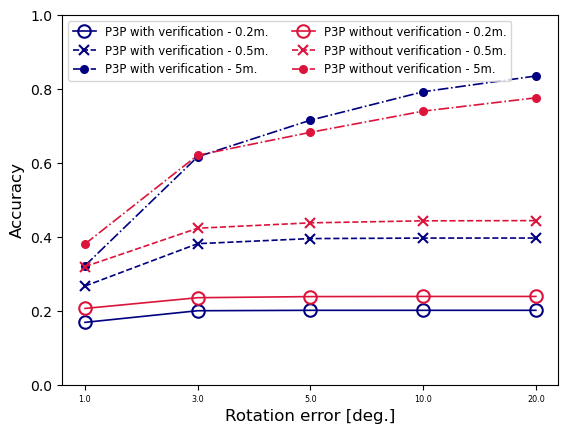 1.0
P3P with verification - 0.2m.
P3P with verification - 0.5m.
P3P with verification - 5m.
P3P without verification - 0.2m.
P3P without verification - 0.5m.
P3P without verification - 5m.
0.8
0.6
0.4
0.2
0.0
Accuracy
1.0 3.0 5.0 10.0 20.0
Rotation error [deg.]